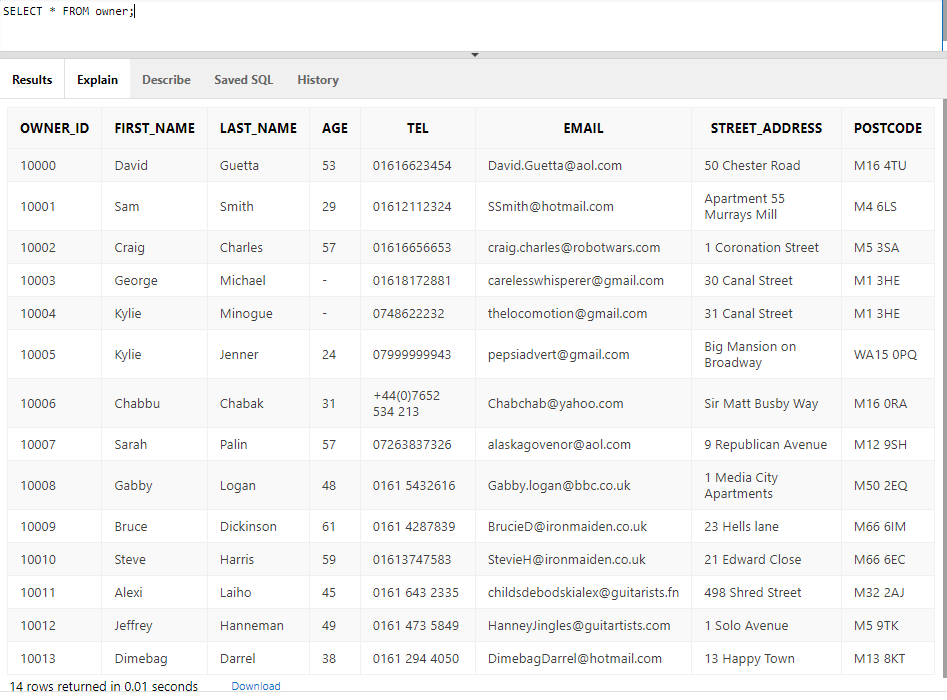 SELECT * FROM owner;
Results Explain Describe Saved SQL History
OWNER_ID FIRST_NAME LAST_NAME AGE TEL EMAIL STREET_ADDRESS POSTCODE
10000 David Guetta 53 01616623454 David.Guetta@aol.com 50 Chester Road M16 4TU
10001 Sam Smith 29 01612112324 SSmith@hotmail.com Apartment 55 Murrays Mill M4 6LS
10002 Craig Charles 57 01616656653 craig.charles@robotwars.com 1 Coronation Street M5 3SA
10003 George Michael - 01618172881 carelesswhisperer@gmail.com 30 Canal Street M1 3HE
10004 Kylie Minogue - 0748622232 thelocomotion@gmail.com 31 Canal Street M1 3HE
10005 Kylie Jenner 24 07999999943 pepsiadvert@gmail.com Big Mansion on Broadway WA15 0PQ
10006 Chabbu Chabak 31 +44(0)7652 534 213 Chabchab@yahoo.com Sir Matt Busby Way M16 0RA
10007 Sarah Palin 57 07263837326 alaskagovenor@aol.com 9 Republican Avenue M12 9SH
10008 Gabby Logan 48 0161 5432616 Gabby.logan@bbc.co.uk 1 Media City Apartments M50 2EQ
10009 Bruce Dickinson 61 0161 4287839 BrucieD@ironmaiden.co.uk 23 Hells lane M66 6IM
10010 Steve Harris 59 01613747583 StevieH@ironmaiden.co.uk 21 Edward Close M66 6EC
10011 Alexi Laiho 45 0161 643 2335 childsdebodskialex@guitarists.fn 498 Shred Street M32 2AJ
10012 Jeffrey Hanneman 49 0161 473 5849 HanneyJingles@guitartists.com 1 Solo Avenue M5 9TK
10013 Dimebag Darrel 38 0161 294 4050 DimebagDarrel@hotmail.com 13 Happy Town M13 8KT
14 rows returned in 0.01 seconds Download